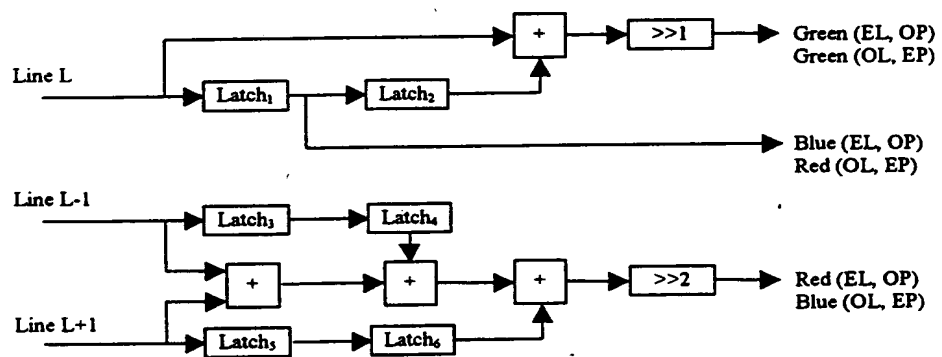 Line L
Latch₁
Latch₂
+
>>1
Green (EL, OP)
Green (OL, EP)
Blue (EL, OP)
Red (OL, EP)
Line L-1
Latch₃
Latch₄
+
+
+
>>2
Red (EL, OP)
Blue (OL, EP)
Line L+1
Latch₅
Latch₆